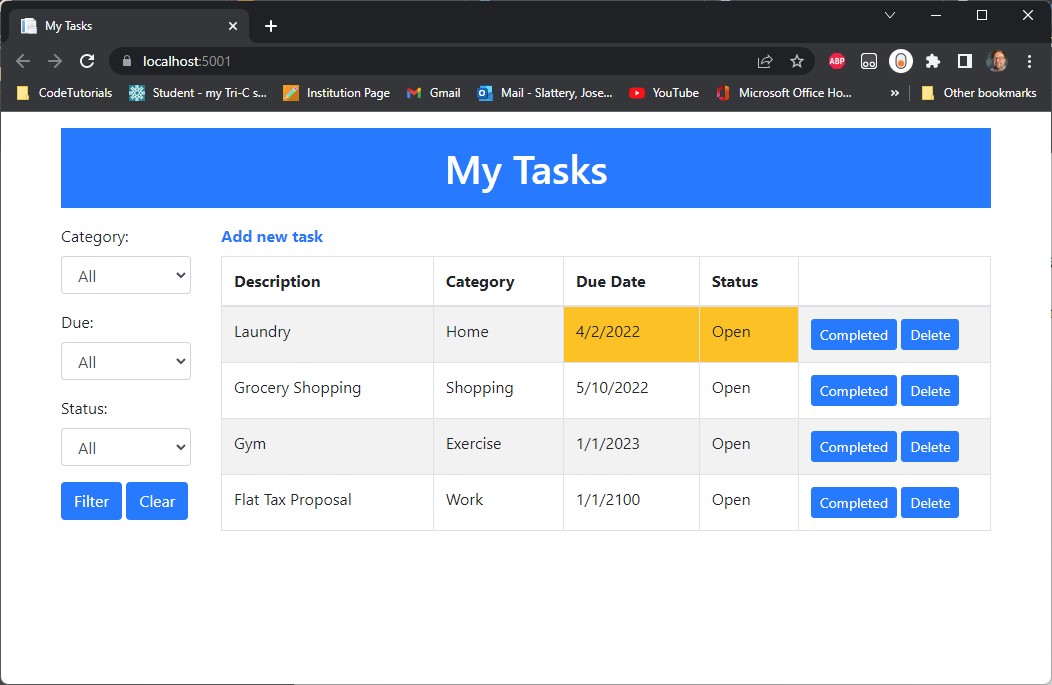 My Tasks
localhost:5001
ABP
CodeTutorials Student - my Tri-C s... Institution Page Gmail Mail - Slattery, Jose... YouTube Microsoft Office Ho... » Other bookmarks
My Tasks
Category:
All
Due:
All
Status:
All
Filter Clear
Add new task
Description Category Due Date Status
Laundry Home 4/2/2022 Open Completed Delete
Grocery Shopping Shopping 5/10/2022 Open Completed Delete
Gym Exercise 1/1/2023 Open Completed Delete
Flat Tax Proposal Work 1/1/2100 Open Completed Delete